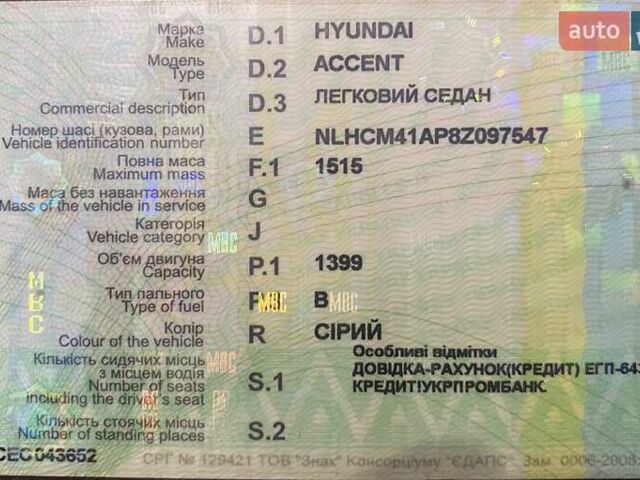 auto
Марка D.1 HYUNDAI
Make
Модель D.2 ACCENT
Type
Тип D.3 ЛЕГКОВИЙ СЕДАН
Commercial description
Номер шасі (кузова, рами) E NLHCM41AP8Z097547
Vehicle identification number
Повна маса F.1 1515
Maximum mass
Маса без навантаження G
Mass of the vehicle in service
Категорія J
Vehicle category
МВС
Об'єм двигуна P.1 1399
Capacity
Тип пального B
Type of fuel
МВС МВС
Колір R СІРИЙ
Colour of the vehicle
Особливі відмітки
Кількість сидячих місць
з місцем водія S.1 ДОВІДКА-РАХУНОК(КРЕДИТ) ЕГП-643
Number of seats КРЕДИТ!УКРПРОМБАНК.
including the driver's seat
Кількість стоячих місць S.2
Number of standing places
CEC043652
СРГ № 129421 ТОВ "Знак" Консорціуму "ЄДАПС". Зам.